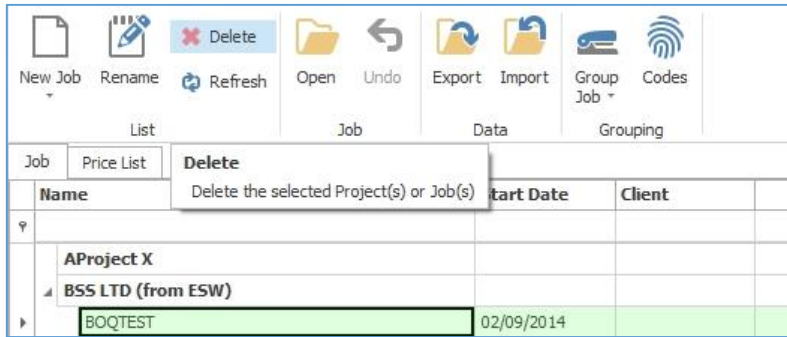 Delete
New Job Rename Refresh Open Undo Export Import Group Job Codes
List Job Data Grouping
Job Price List Delete
Delete the selected Project(s) or Job(s)
Name tart Date Client
AProject X
BSS LTD (from ESW)
BOQTEST 02/09/2014